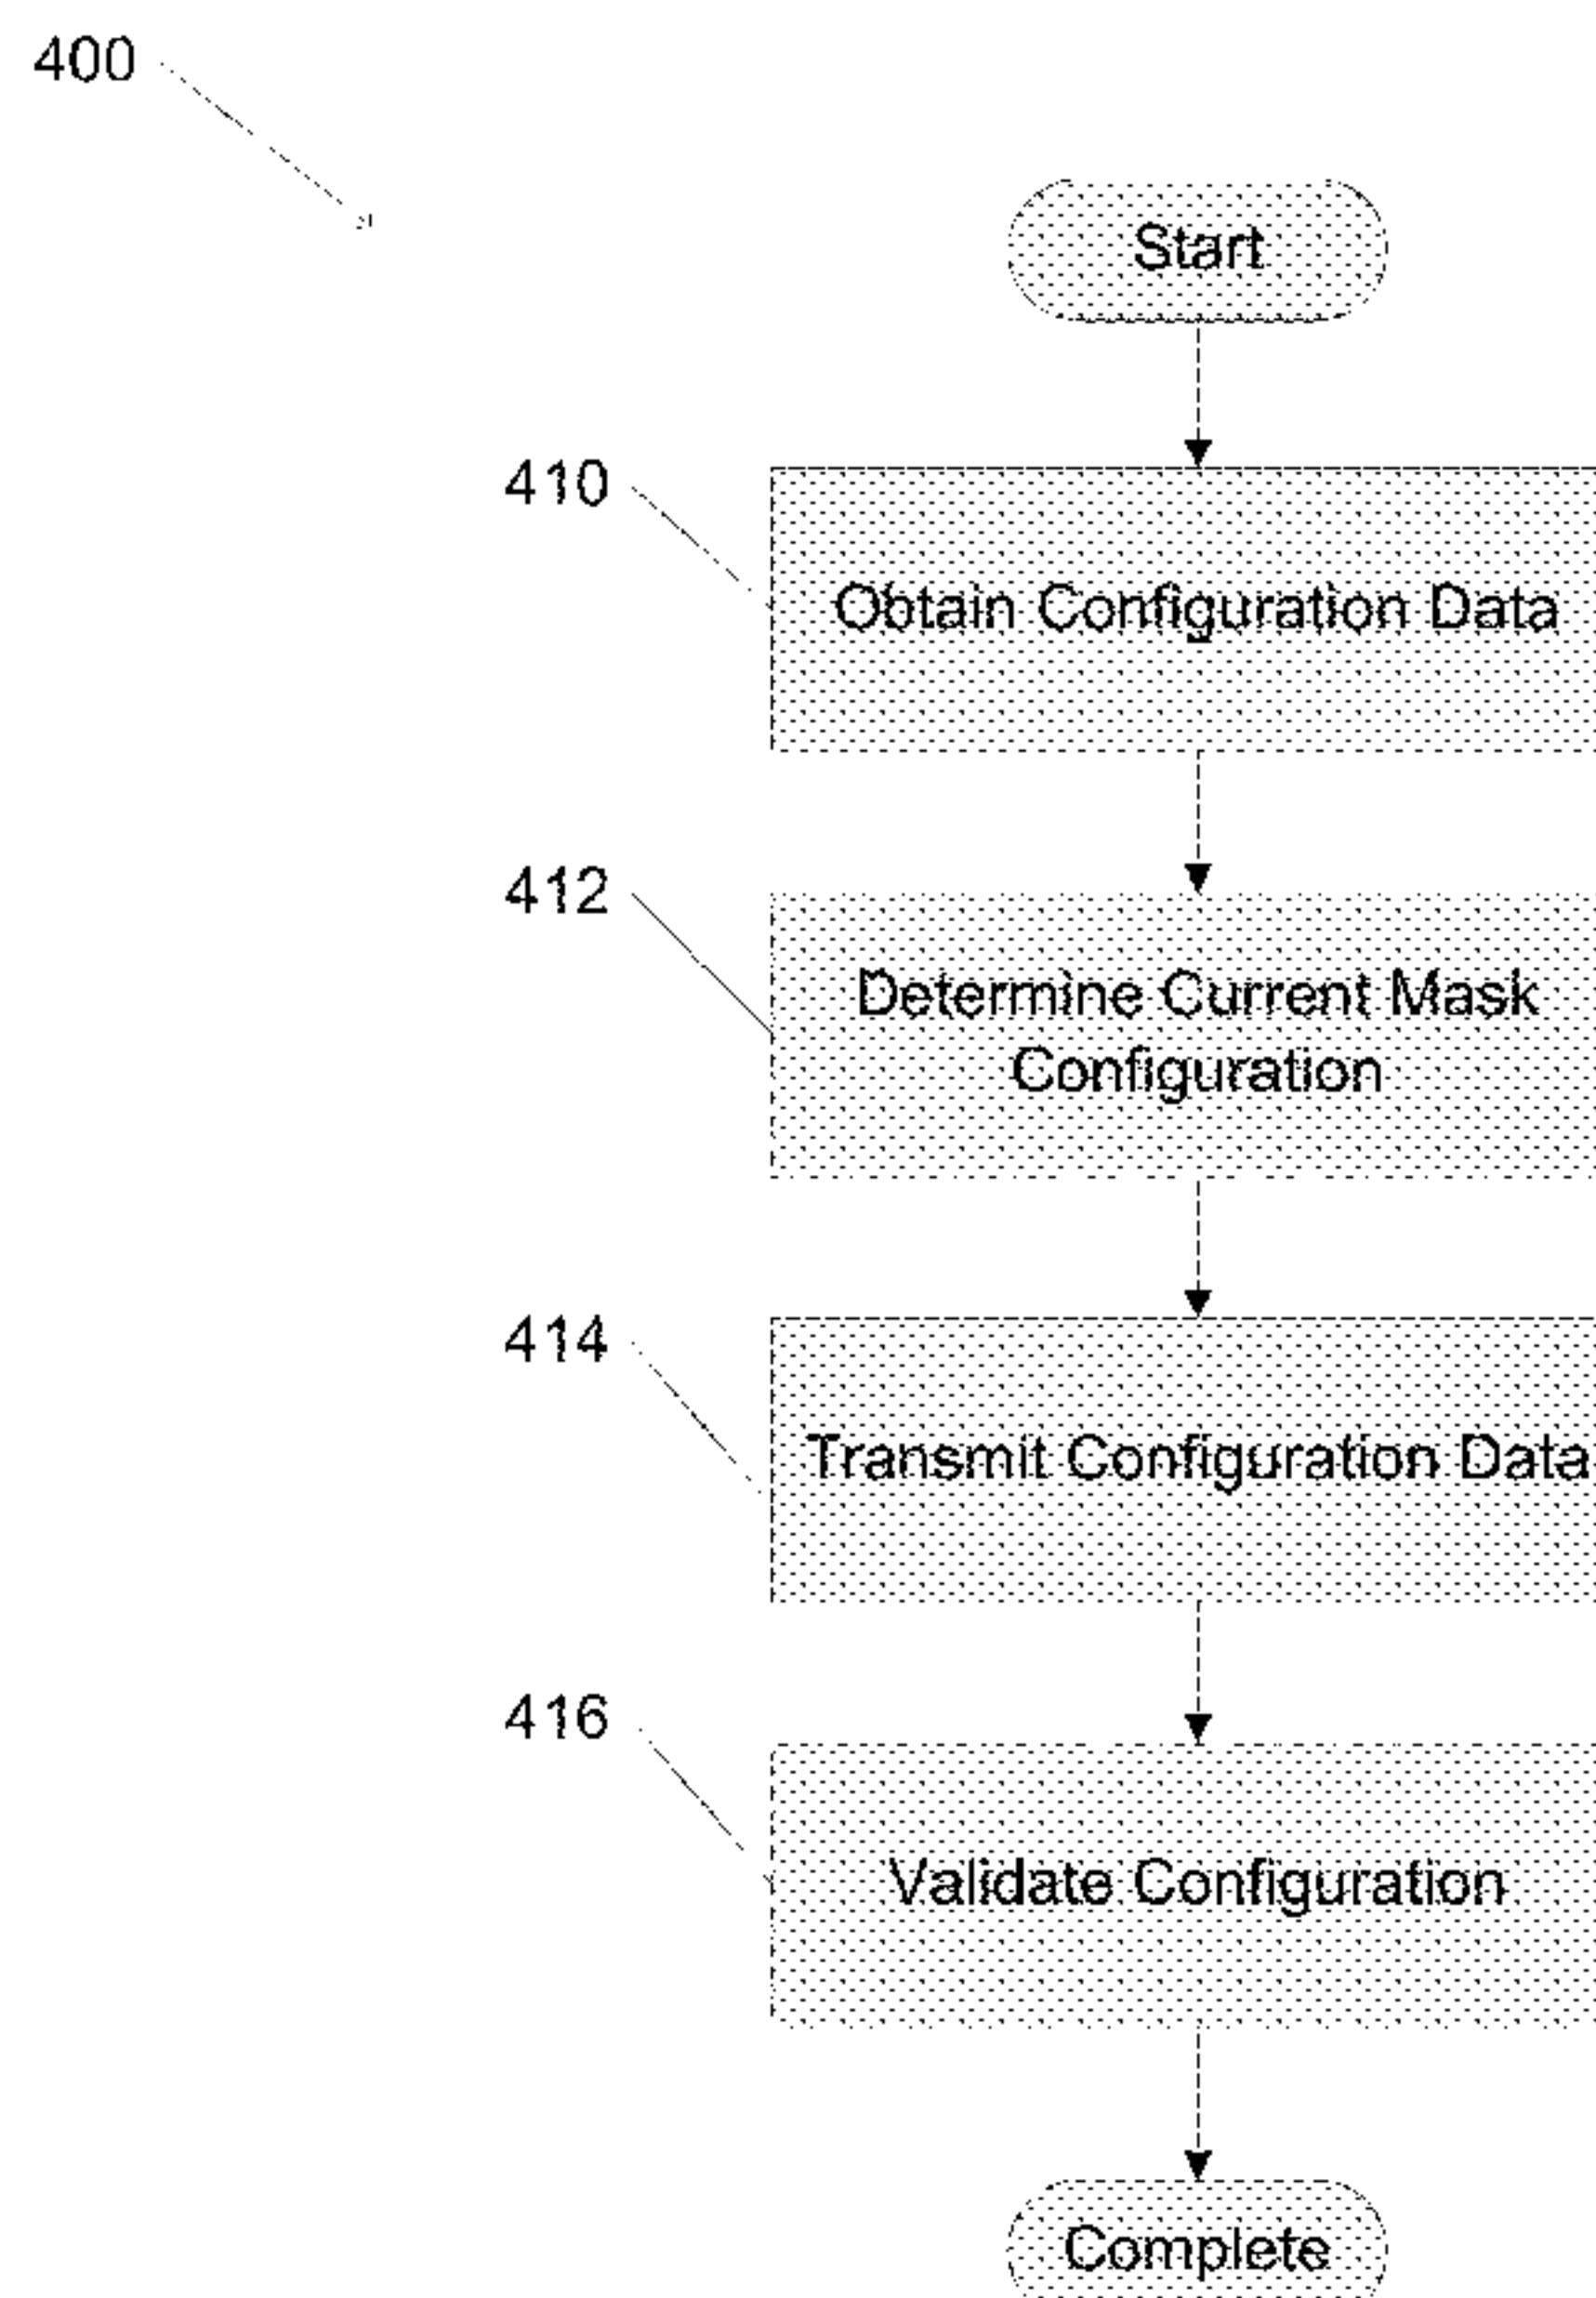 400
Start
410
Obtain Configuration Data
412
Determine Current Mask
Configuration
414
Transmit Configuration Data
416
Validate Configuration
Complete